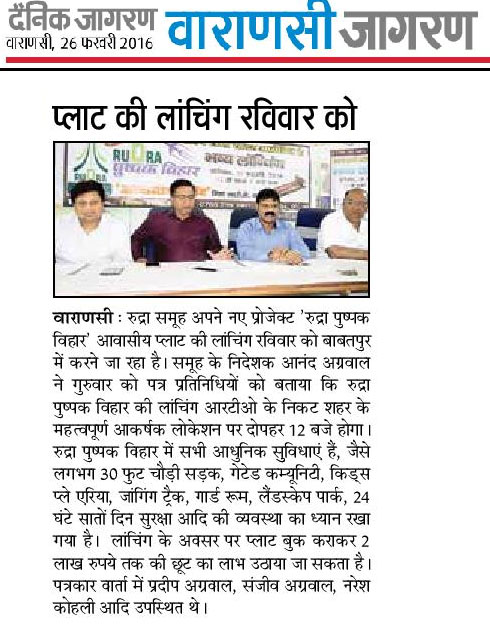 दैनिक जागरण
वाराणसी, 26 फरवरी 2016
वाराणसी जागरण
प्लाट की लांचिंग रविवार को
RUDRA
पुष्पक विहार
भव्य लॉन्चिंग
वाराणसी : रुद्रा समूह अपने नए प्रोजेक्ट 'रुद्रा पुष्पक
विहार' आवासीय प्लाट की लांचिंग रविवार को बाबतपुर
में करने जा रहा है। समूह के निदेशक आनंद अग्रवाल
ने गुरुवार को पत्र प्रतिनिधियों को बताया कि रुद्रा
पुष्पक विहार की लांचिंग आरटीओ के निकट शहर के
महत्वपूर्ण आकर्षक लोकेशन पर दोपहर 12 बजे होगा।
रुद्रा पुष्पक विहार में सभी आधुनिक सुविधाएं हैं, जैसे
लगभग 30 फुट चौड़ी सड़क, गेटेड कम्यूनिटी, किड्स
प्ले एरिया, जांगिंग ट्रैक, गार्ड रूम, लैंडस्केप पार्क, 24
घंटे सातों दिन सुरक्षा आदि की व्यवस्था का ध्यान रखा
गया है। लांचिंग के अवसर पर प्लाट बुक कराकर 2
लाख रुपये तक की छूट का लाभ उठाया जा सकता है।
पत्रकार वार्ता में प्रदीप अग्रवाल, संजीव अग्रवाल, नरेश
कोहली आदि उपस्थित थे।